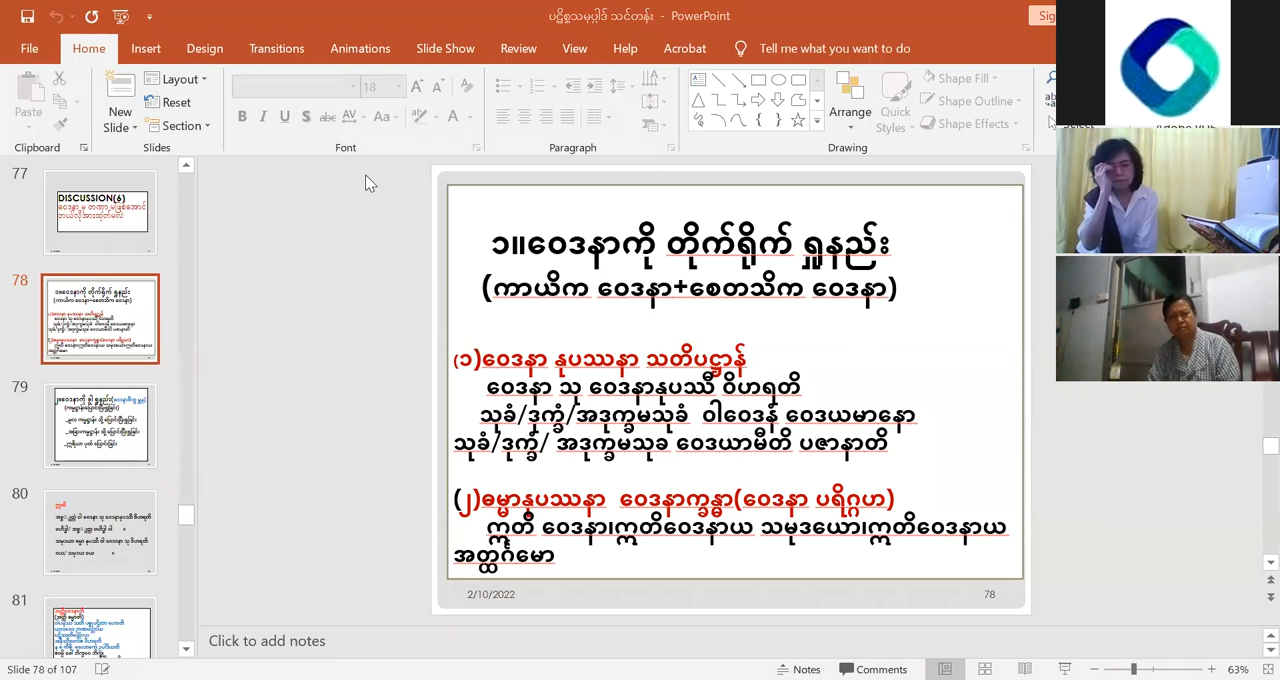 ပဋိစ္စသမုပ္ပါဒ် သင်တန်း - PowerPoint
File Home Insert Design Transitions Animations Slide Show Review View Help Acrobat Tell me what you want to do
Paste
Clipboard
New Slide
Layout
Reset
Section
Slides
18
Font
Paragraph
Arrange
Quick Styles
Shape Fill
Shape Outline
Shape Effects
Drawing
77
DISCUSSION(6)
78
79
80
81
၁။ဝေဒနာကို တိုက်ရိုက် ရှုနည်း
(ကာယိက ဝေဒနာ+စေတသိက ဝေဒနာ)
(၁)ဝေဒနာ နုပဿနာ သတိပဋ္ဌာန်
ဝေဒနာ သု ဝေဒနာနုပဿီ ဝိဟရတိ
သုခံ/ဒုက္ခံ/အဒုက္ခမသုခံ ဝါဝေဒနံ ဝေဒယမာနော
သုခံ/ဒုက္ခံ/ အဒုက္ခမသုခ ဝေဒယာမီတိ ပဇာနာတိ
(၂)ဓမ္မာနုပဿနာ ဝေဒနာက္ခန္ဓာ(ဝေဒနာ ပရိဂ္ဂဟ)
ဣတိ ဝေဒနာ၊ဣတိဝေဒနာယ သမုဒယော၊ဣတိဝေဒနာယ
အတ္ထင်္ဂမော
2/10/2022
78
Click to add notes
Slide 78 of 107
Notes
Comments
63%